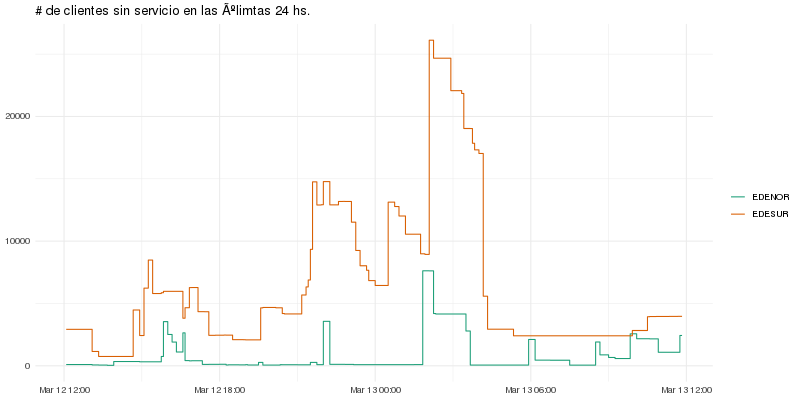 # de clientes sin servicio en las Ãºlimtas 24 hs.
20000
10000
0
EDENOR
EDESUR
Mar 12 12:00
Mar 12 18:00
Mar 13 00:00
Mar 13 06:00
Mar 13 12:00